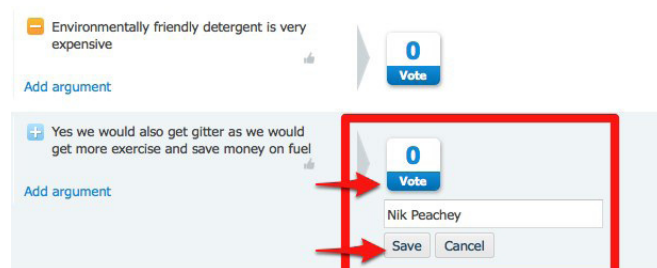 Environmentally friendly detergent is very
expensive
0
Vote
Add argument
Yes we would also get gitter as we would
get more exercise and save money on fuel
0
Vote
Add argument
Nik Peachey
Save Cancel